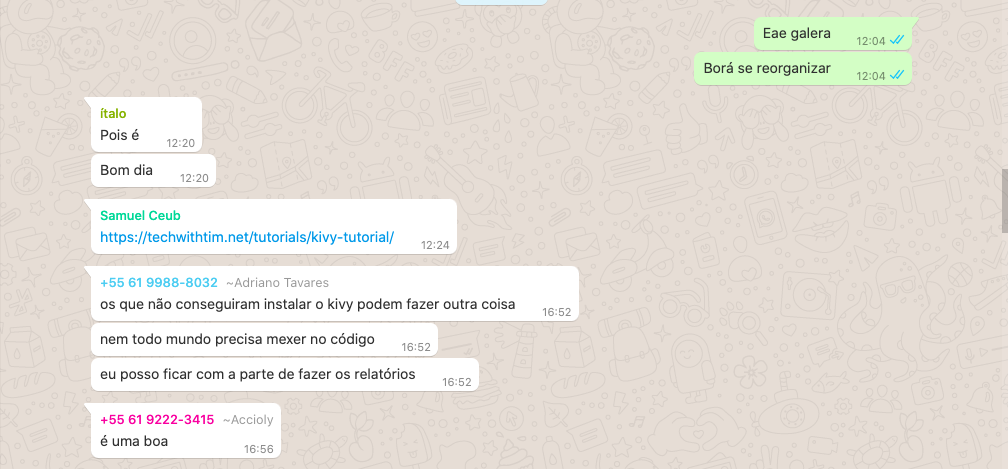 Eae galera 12:04
Borá se reorganizar 12:04
ítalo
Pois é 12:20
Bom dia 12:20
Samuel Ceub
https://techwithtim.net/tutorials/kivy-tutorial/ 12:24
+55 61 9988-8032 ~Adriano Tavares
os que não conseguiram instalar o kivy podem fazer outra coisa 16:52
nem todo mundo precisa mexer no código 16:52
eu posso ficar com a parte de fazer os relatórios 16:52
+55 61 9222-3415 ~Accioly
é uma boa 16:56